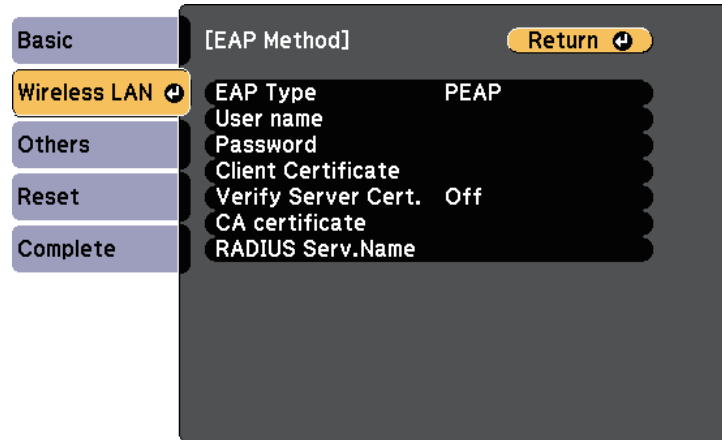 Basic
Wireless LAN
Others
Reset
Complete
[EAP Method]
Return
EAP Type PEAP
User name
Password
Client Certificate
Verify Server Cert. Off
CA certificate
RADIUS Serv.Name